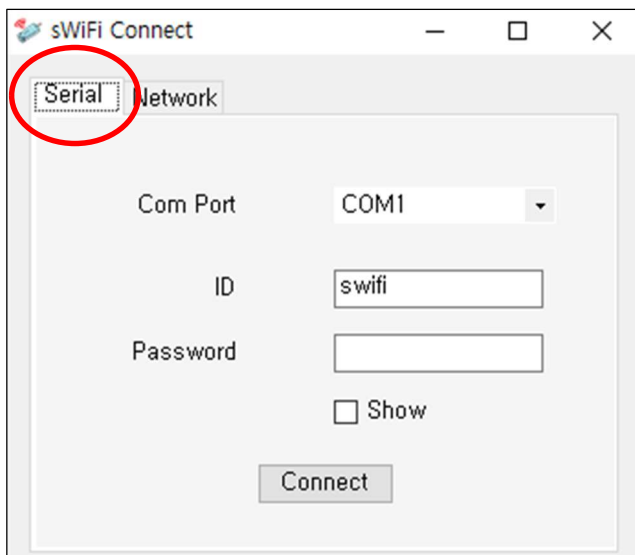 sWiFi Connect
Serial Network
Com Port COM1
ID swifi
Password
Show
Connect